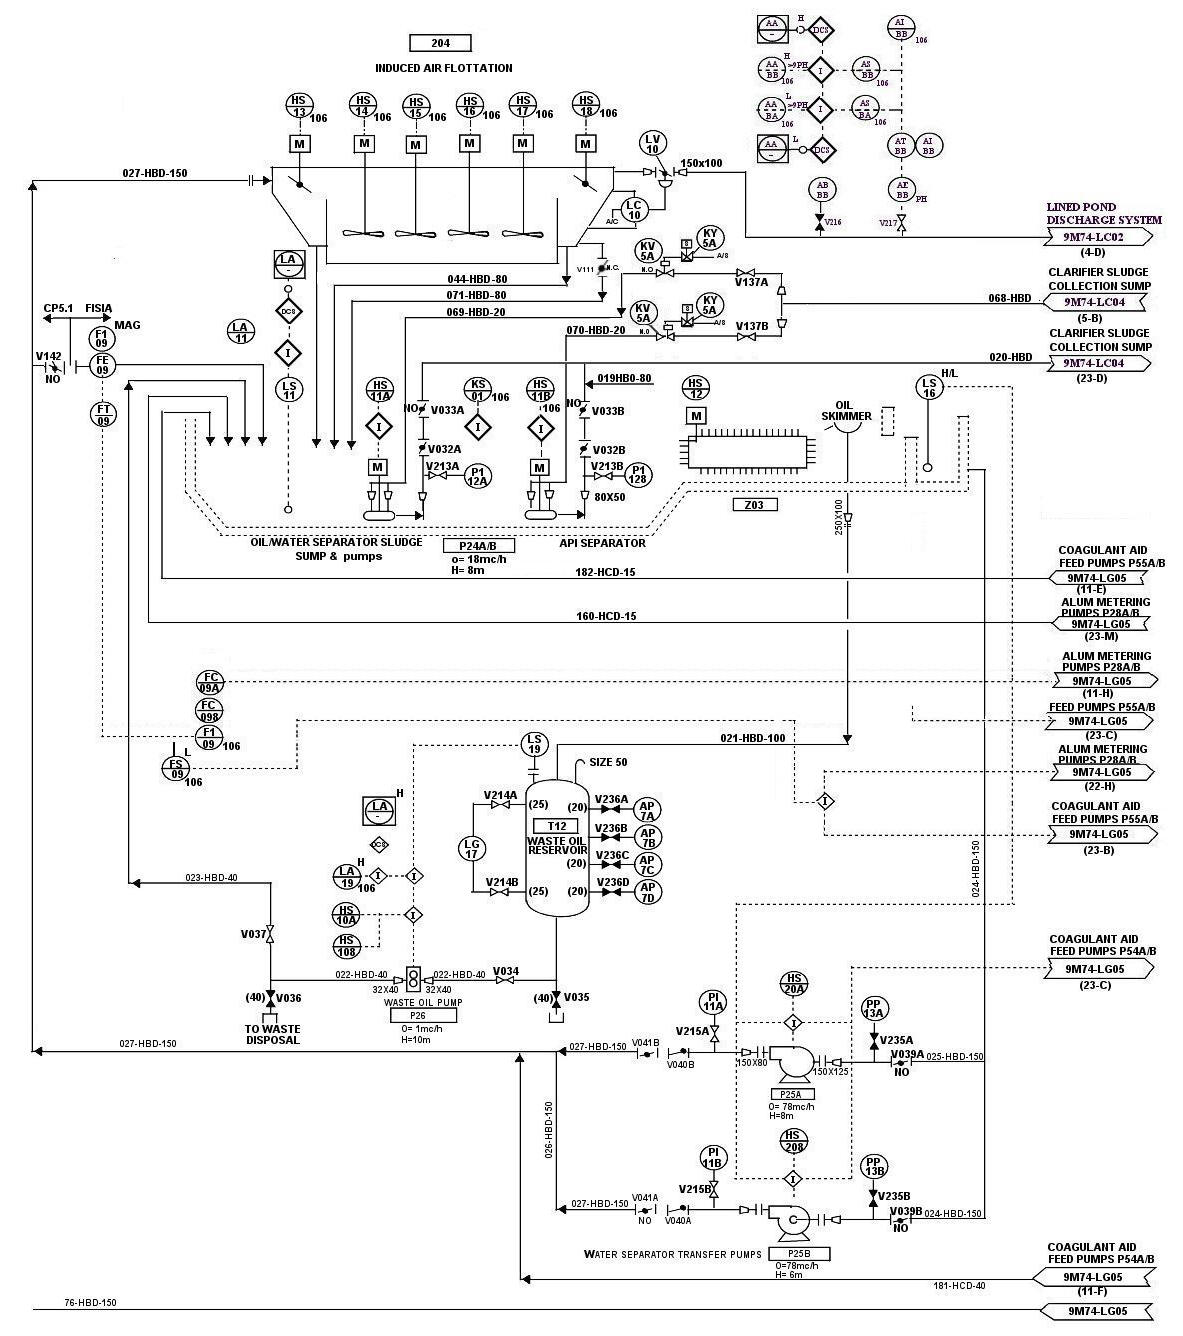 204
INDUCED AIR FLOTTATION
AA
-
H
DCS
AI
BB
106
AA
BB
H
>9PH
106
I
AS
BB
106
AA
BA
L
>9PH
106
I
AS
BA
106
AA
-
L
DCS
AT
BB
AI
BB
AB
BB
AE
BB
PH
V216
V217
HS
13
106
HS
14
106
HS
15
106
HS
16
106
HS
17
106
HS
18
106
M
M
M
M
M
M
LV
10
150x100
027-HBD-150
LC
10
A/C
LINED POND
DISCHARGE SYSTEM
9M74-LC02
(4-D)
LA
-
DCS
I
LS
11
LA
11
V111
N.C.
044-HBD-80
071-HBD-80
069-HBD-20
070-HBD-20
KV
5A
N.O
S
KY
5A
A/8
V137A
KV
5A
N.O
S
KY
5A
A/8
V137B
CLARIFIER SLUDGE
COLLECTION SUMP
068-HBD
9M74-LC04
(5-B)
CLARIFIER SLUDGE
COLLECTION SUMP
020-HBD
9M74-LC04
(23-D)
CP5.1
FISIA
MAG
F1
09
FE
09
V142
NO
FT
09
HS
11A
I
M
NO
V033A
V032A
V213A
P1
12A
KS
01
106
I
HS
11B
106
I
M
019HB0-80
NO
V033B
V032B
V213B
P1
128
80X50
HS
12
M
OIL
SKIMMER
LS
16
H/L
Z03
250X100
OIL/WATER SEPARATOR SLUDGE
SUMP & pumps
P24A/B
O= 18mc/h
H= 8m
API SEPARATOR
182-HCD-15
COAGULANT AID
FEED PUMPS P55A/B
9M74-LG05
(11-E)
160-HCD-15
ALUM METERING
PUMPS P28A/B
9M74-LG05
(23-M)
FC
09A
FC
098
F1
09
106
L
FS
09
106
ALUM METERING
PUMPS P28A/B
9M74-LG05
(11-H)
FEED PUMPS P55A/B
9M74-LG05
(23-C)
ALUM METERING
PUMPS P28A/B
9M74-LG05
(22-H)
I
COAGULANT AID
FEED PUMPS P55A/B
9M74-LG05
(23-B)
021-HBD-100
LS
19
SIZE 50
LA
-
H
DCS
LA
19
H
106
I
I
HS
10A
I
HS
108
V214A
LG
17
V214B
(25)
(20)
T12
WASTE OIL
RESERVOIR
(20)
(25)
(20)
V236A
AP
7A
V236B
AP
7B
V236C
AP
7C
V236D
AP
7D
023-HBD-40
V037
022-HBD-40
32X40
022-HBD-40
32X40
V034
WASTE OIL PUMP
P26
O= 1mc/h
H=10m
(40)
V036
TO WASTE
DISPOSAL
(40)
V035
024-HBD-150
COAGULANT AID
FEED PUMPS P54A/B
9M74-LG05
(23-C)
027-HBD-150
027-HBD-150
V041B
V040B
PI
11A
V215A
150X80
HS
20A
I
150X125
PP
13A
V235A
V039A
NO
025-HBD-150
P25A
O= 78mc/h
H=8m
026-HBD-150
027-HBD-150
V041A
NO
V040A
PI
11B
V215B
HS
208
I
C
PP
13B
V235B
V039B
NO
024-HBD-150
WATER SEPARATOR TRANSFER PUMPS
P25B
O=78mc/h
H= 6m
181-HCD-40
COAGULANT AID
FEED PUMPS P54A/B
9M74-LG05
(11-F)
76-HBD-150
9M74-LG05